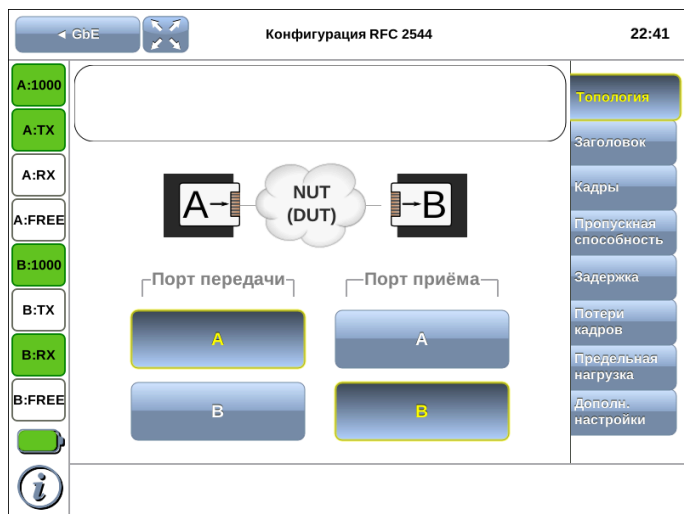 ◄ GbE
Конфигурация RFC 2544
22:41
A:1000
A:TX
A:RX
A:FREE
B:1000
B:TX
B:RX
B:FREE
A
NUT
(DUT)
B
Порт передачи
Порт приёма
A
A
B
B
Топология
Заголовок
Кадры
Пропускная
способность
Задержка
Потери
кадров
Предельная
нагрузка
Дополн.
настройки
i